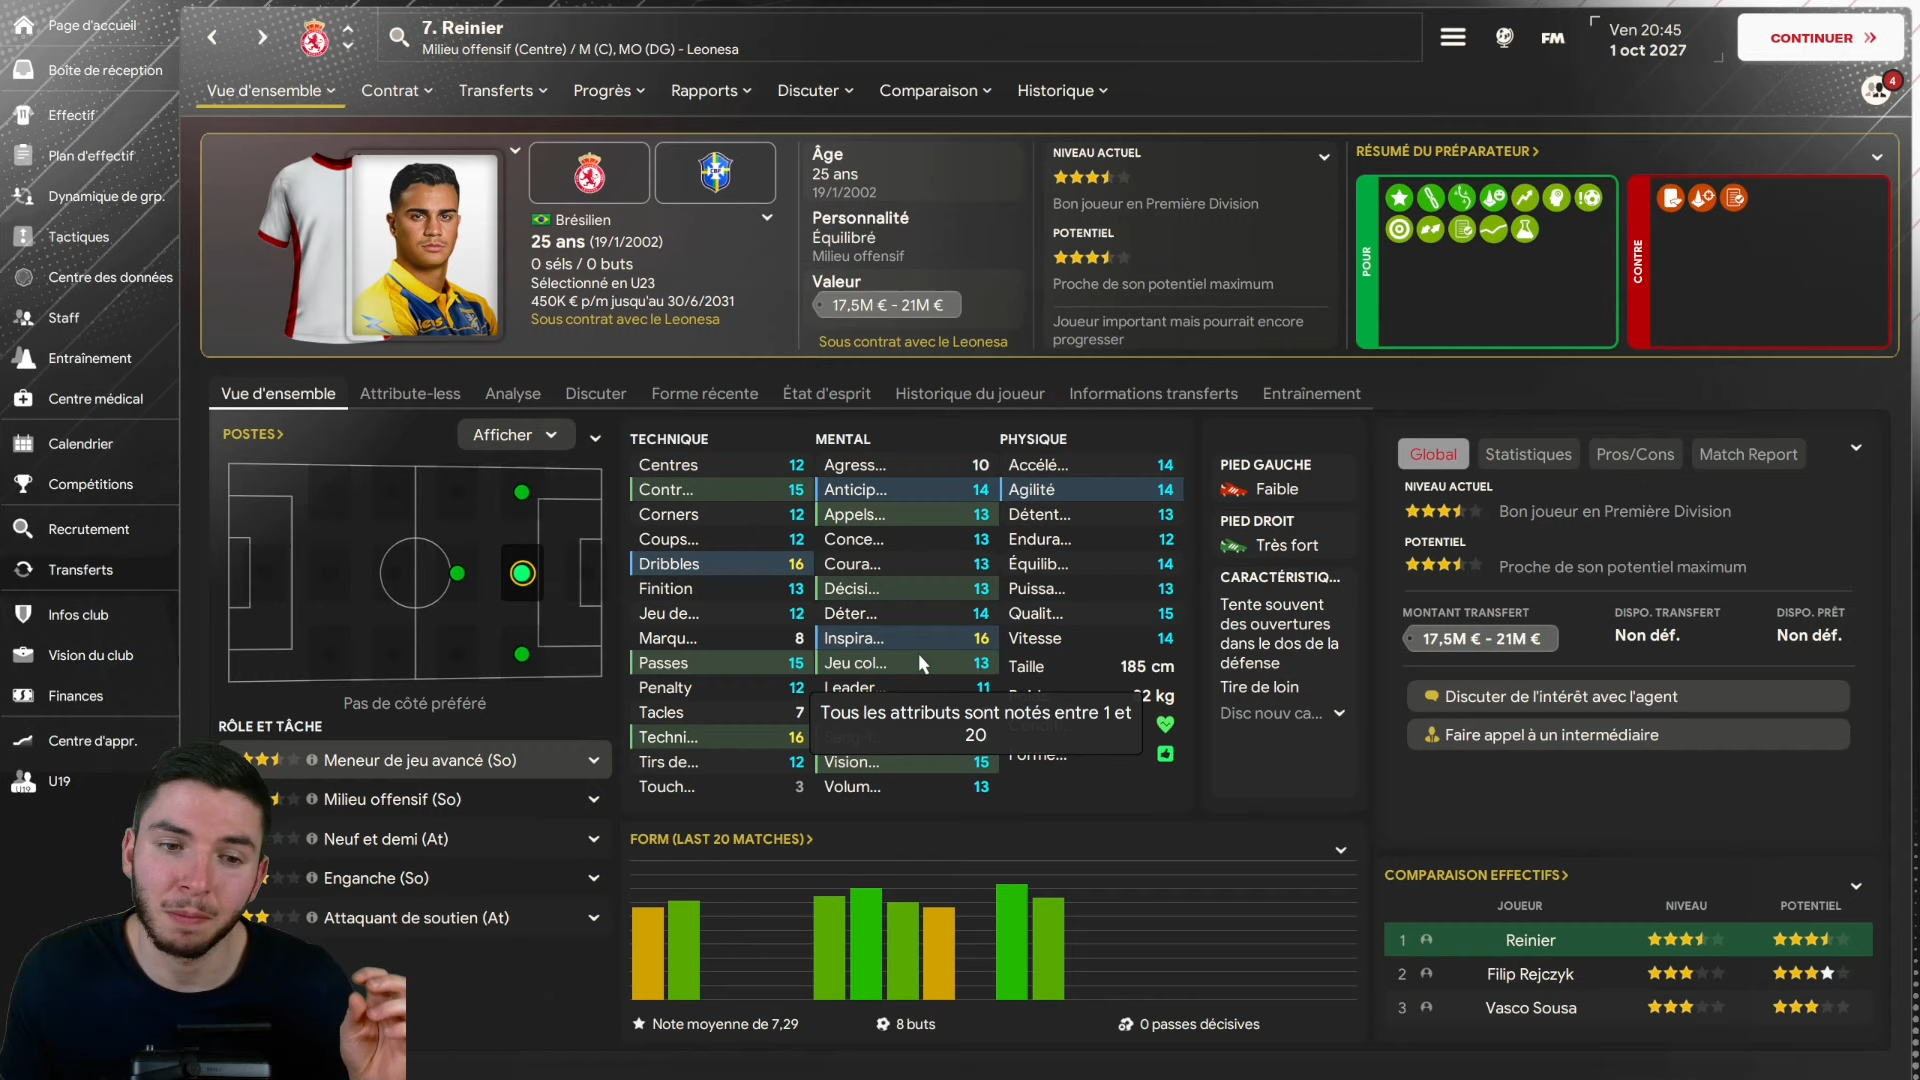 Page d'accueil
Boîte de réception
Effectif
Plan d'effectif
Dynamique de grp.
Tactiques
Centre des données
Staff
Entraînement
Centre médical
Calendrier
Compétitions
Recrutement
Transferts
Infos club
Vision du club
Finances
Centre d'appr.
U19
U19
7. Reinier
Milieu offensif (Centre) / M (C), MO (DG) - Leonesa
FM
Ven 20:45
1 oct 2027
CONTINUER
4
Vue d'ensemble
Contrat
Transferts
Progrès
Rapports
Discuter
Comparaison
Historique
CBF
Brésilien
25 ans (19/1/2002)
0 séls / 0 buts
Sélectionné en U23
450K € p/m jusqu'au 30/6/2031
Sous contrat avec le Leonesa
Âge
25 ans
19/1/2002
Personnalité
Équilibré
Milieu offensif
Valeur
17,5M € - 21M €
Sous contrat avec le Leonesa
NIVEAU ACTUEL
Bon joueur en Première Division
POTENTIEL
Proche de son potentiel maximum
Joueur important mais pourrait encore
progresser
RÉSUMÉ DU PRÉPARATEUR >
POUR
CONTRE
Vue d'ensemble
Attribute-less
Analyse
Discuter
Forme récente
État d'esprit
Historique du joueur
Informations transferts
Entraînement
POSTES >
Afficher
Pas de côté préféré
RÔLE ET TÂCHE
Meneur de jeu avancé (So)
Milieu offensif (So)
Neuf et demi (At)
Enganche (So)
Attaquant de soutien (At)
TECHNIQUE
Centres 12
Contr... 15
Corners 12
Coups... 12
Dribbles 16
Finition 13
Jeu de... 12
Marqu... 8
Passes 15
Penalty 12
Tacles 7
Techni... 16
Tirs de... 12
Touch... 3
MENTAL
Agress... 10
Anticip... 14
Appels... 13
Conce... 13
Coura... 13
Décisi... 13
Déter... 14
Inspira... 16
Jeu col... 13
Leader... 11
Tous les attributs sont notés entre 1 et
20
Vision... 15
Volum... 13
PHYSIQUE
Accélé... 14
Agilité 14
Détent... 13
Endura... 12
Équilib... 14
Puissa... 13
Qualit... 15
Vitesse 14
Taille 185 cm
2 kg
Forme...
PIED GAUCHE
Faible
PIED DROIT
Très fort
CARACTÉRISTIQ...
Tente souvent
des ouvertures
dans le dos de la
défense
Tire de loin
Disc nouv ca...
FORM (LAST 20 MATCHES) >
Note moyenne de 7,29
8 buts
0 passes décisives
Global
Statistiques
Pros/Cons
Match Report
NIVEAU ACTUEL
Bon joueur en Première Division
POTENTIEL
Proche de son potentiel maximum
MONTANT TRANSFERT
17,5M € - 21M €
DISPO. TRANSFERT
Non déf.
DISPO. PRÊT
Non déf.
Discuter de l'intérêt avec l'agent
Faire appel à un intermédiaire
COMPARAISON EFFECTIFS >
JOUEUR NIVEAU POTENTIEL
1 Reinier
2 Filip Rejczyk
3 Vasco Sousa